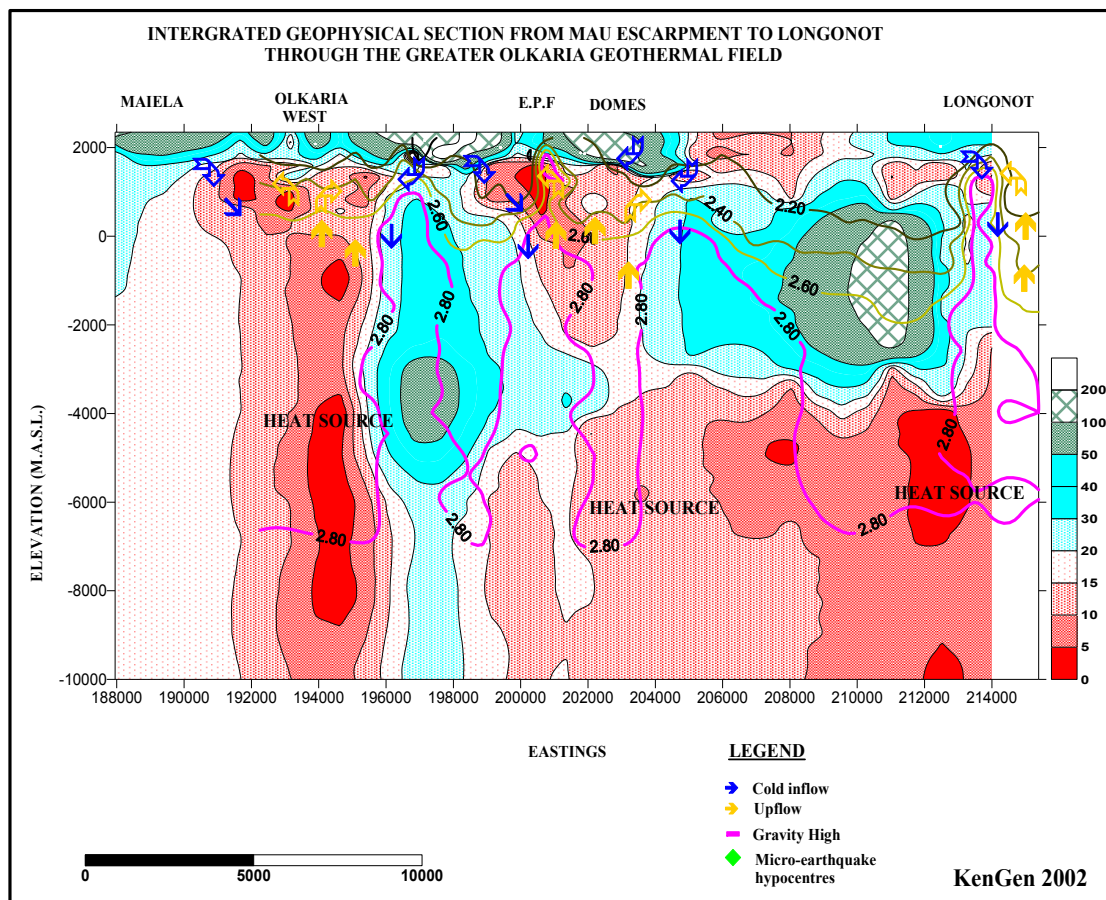 INTERGRATED GEOPHYSICAL SECTION FROM MAU ESCARPMENT TO LONGONOT
THROUGH THE GREATER OLKARIA GEOTHERMAL FIELD
MAIELA
OLKARIA
WEST
E.P.F
DOMES
LONGONOT
2000
0
-2000
-4000
-6000
-8000
-10000
ELEVATION (M.A.S.L.)
2.60
2.80
2.80
2.80
2.80
2.80
2.80
2.80
2.60
2.40
2.20
2.60
2.80
2.80
2.80
HEAT SOURCE
HEAT SOURCE
HEAT SOURCE
200
100
50
40
30
20
15
10
5
0
188000 190000 192000 194000 196000 198000 200000 202000 204000 206000 208000 210000 212000 214000
EASTINGS
LEGEND
Cold inflow
Upflow
Gravity High
Micro-earthquake
hypocentres
0 5000 10000
KenGen 2002